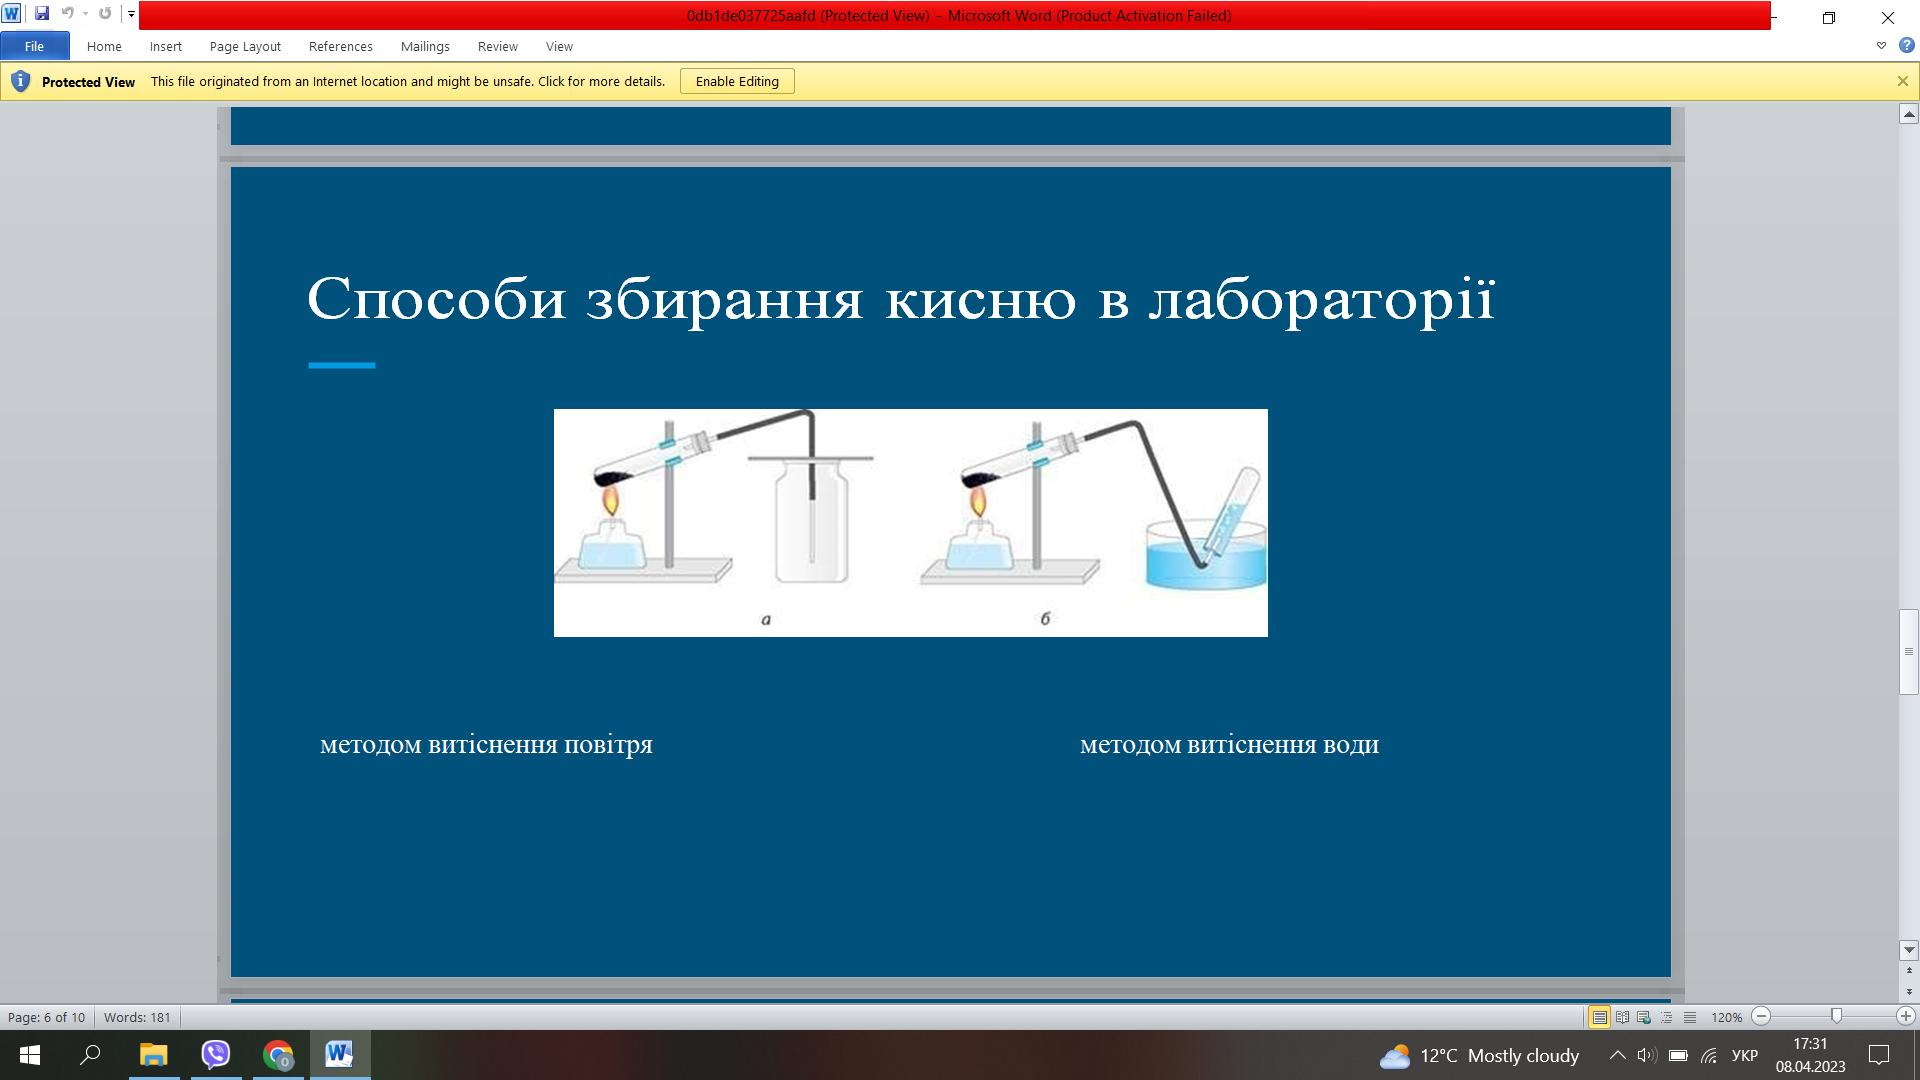 0db1de037725aafd (Protected View) - Microsoft Word (Product Activation Failed)
File Home Insert Page Layout References Mailings Review View
Protected View This file originated from an Internet location and might be unsafe. Click for more details. Enable Editing
Способи збирання кисню в лабораторії
а б
методом витіснення повітря методом витіснення води
Page: 6 of 10 Words: 181 120%
12°C Mostly cloudy УКР 17:31
08.04.2023